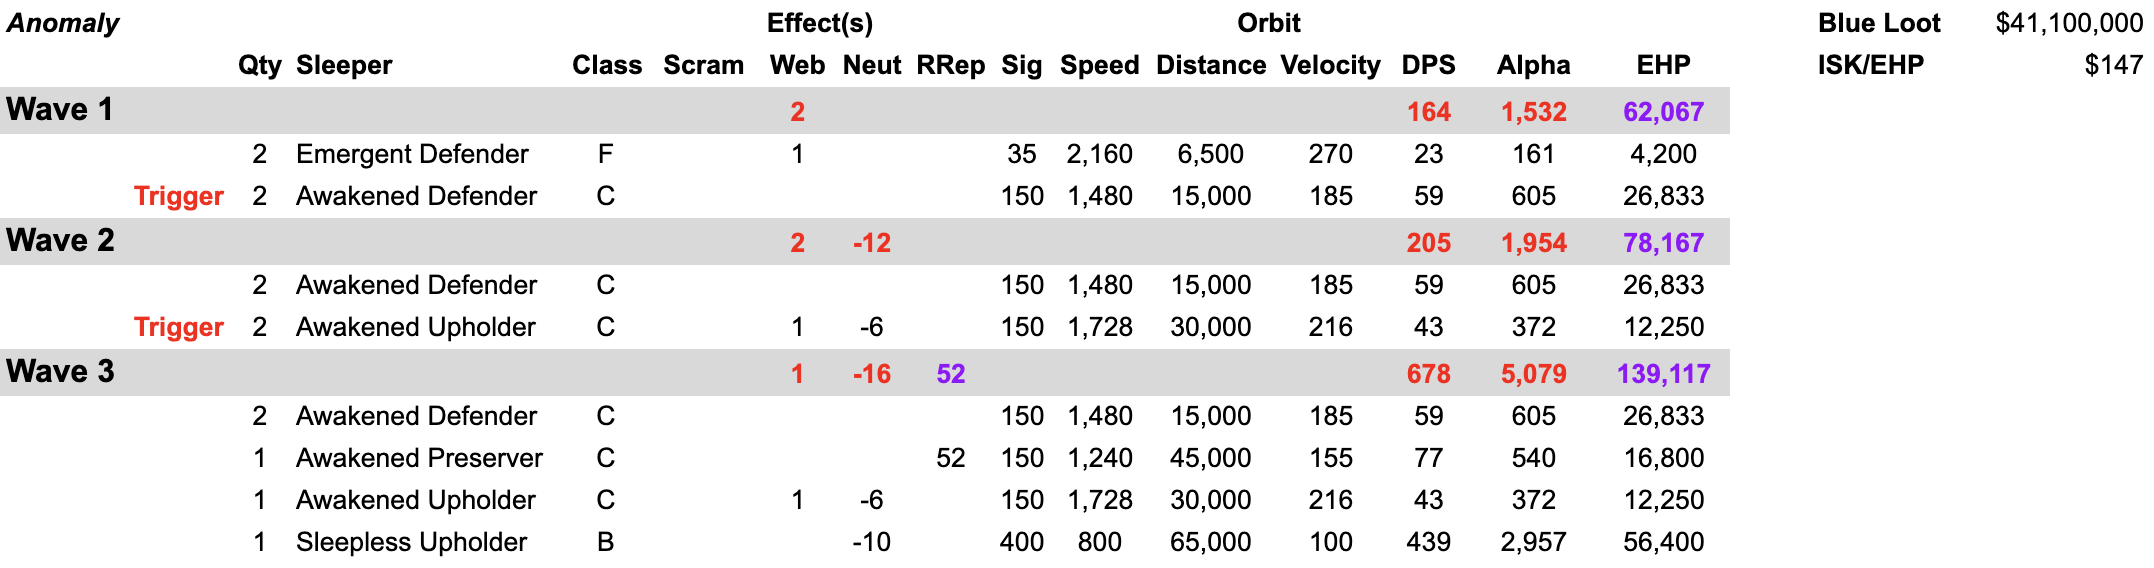 Anomaly Effect(s) Orbit Blue Loot $41,100,000
Qty Sleeper Class Scram Web Neut RRep Sig Speed Distance Velocity DPS Alpha EHP ISK/EHP $147
Wave 1 2 164 1,532 62,067
2 Emergent Defender F 1 35 2,160 6,500 270 23 161 4,200
Trigger 2 Awakened Defender C 150 1,480 15,000 185 59 605 26,833
Wave 2 2 -12 205 1,954 78,167
2 Awakened Defender C 150 1,480 15,000 185 59 605 26,833
Trigger 2 Awakened Upholder C 1 -6 150 1,728 30,000 216 43 372 12,250
Wave 3 1 -16 52 678 5,079 139,117
2 Awakened Defender C 150 1,480 15,000 185 59 605 26,833
1 Awakened Preserver C 52 150 1,240 45,000 155 77 540 16,800
1 Awakened Upholder C 1 -6 150 1,728 30,000 216 43 372 12,250
1 Sleepless Upholder B -10 400 800 65,000 100 439 2,957 56,400